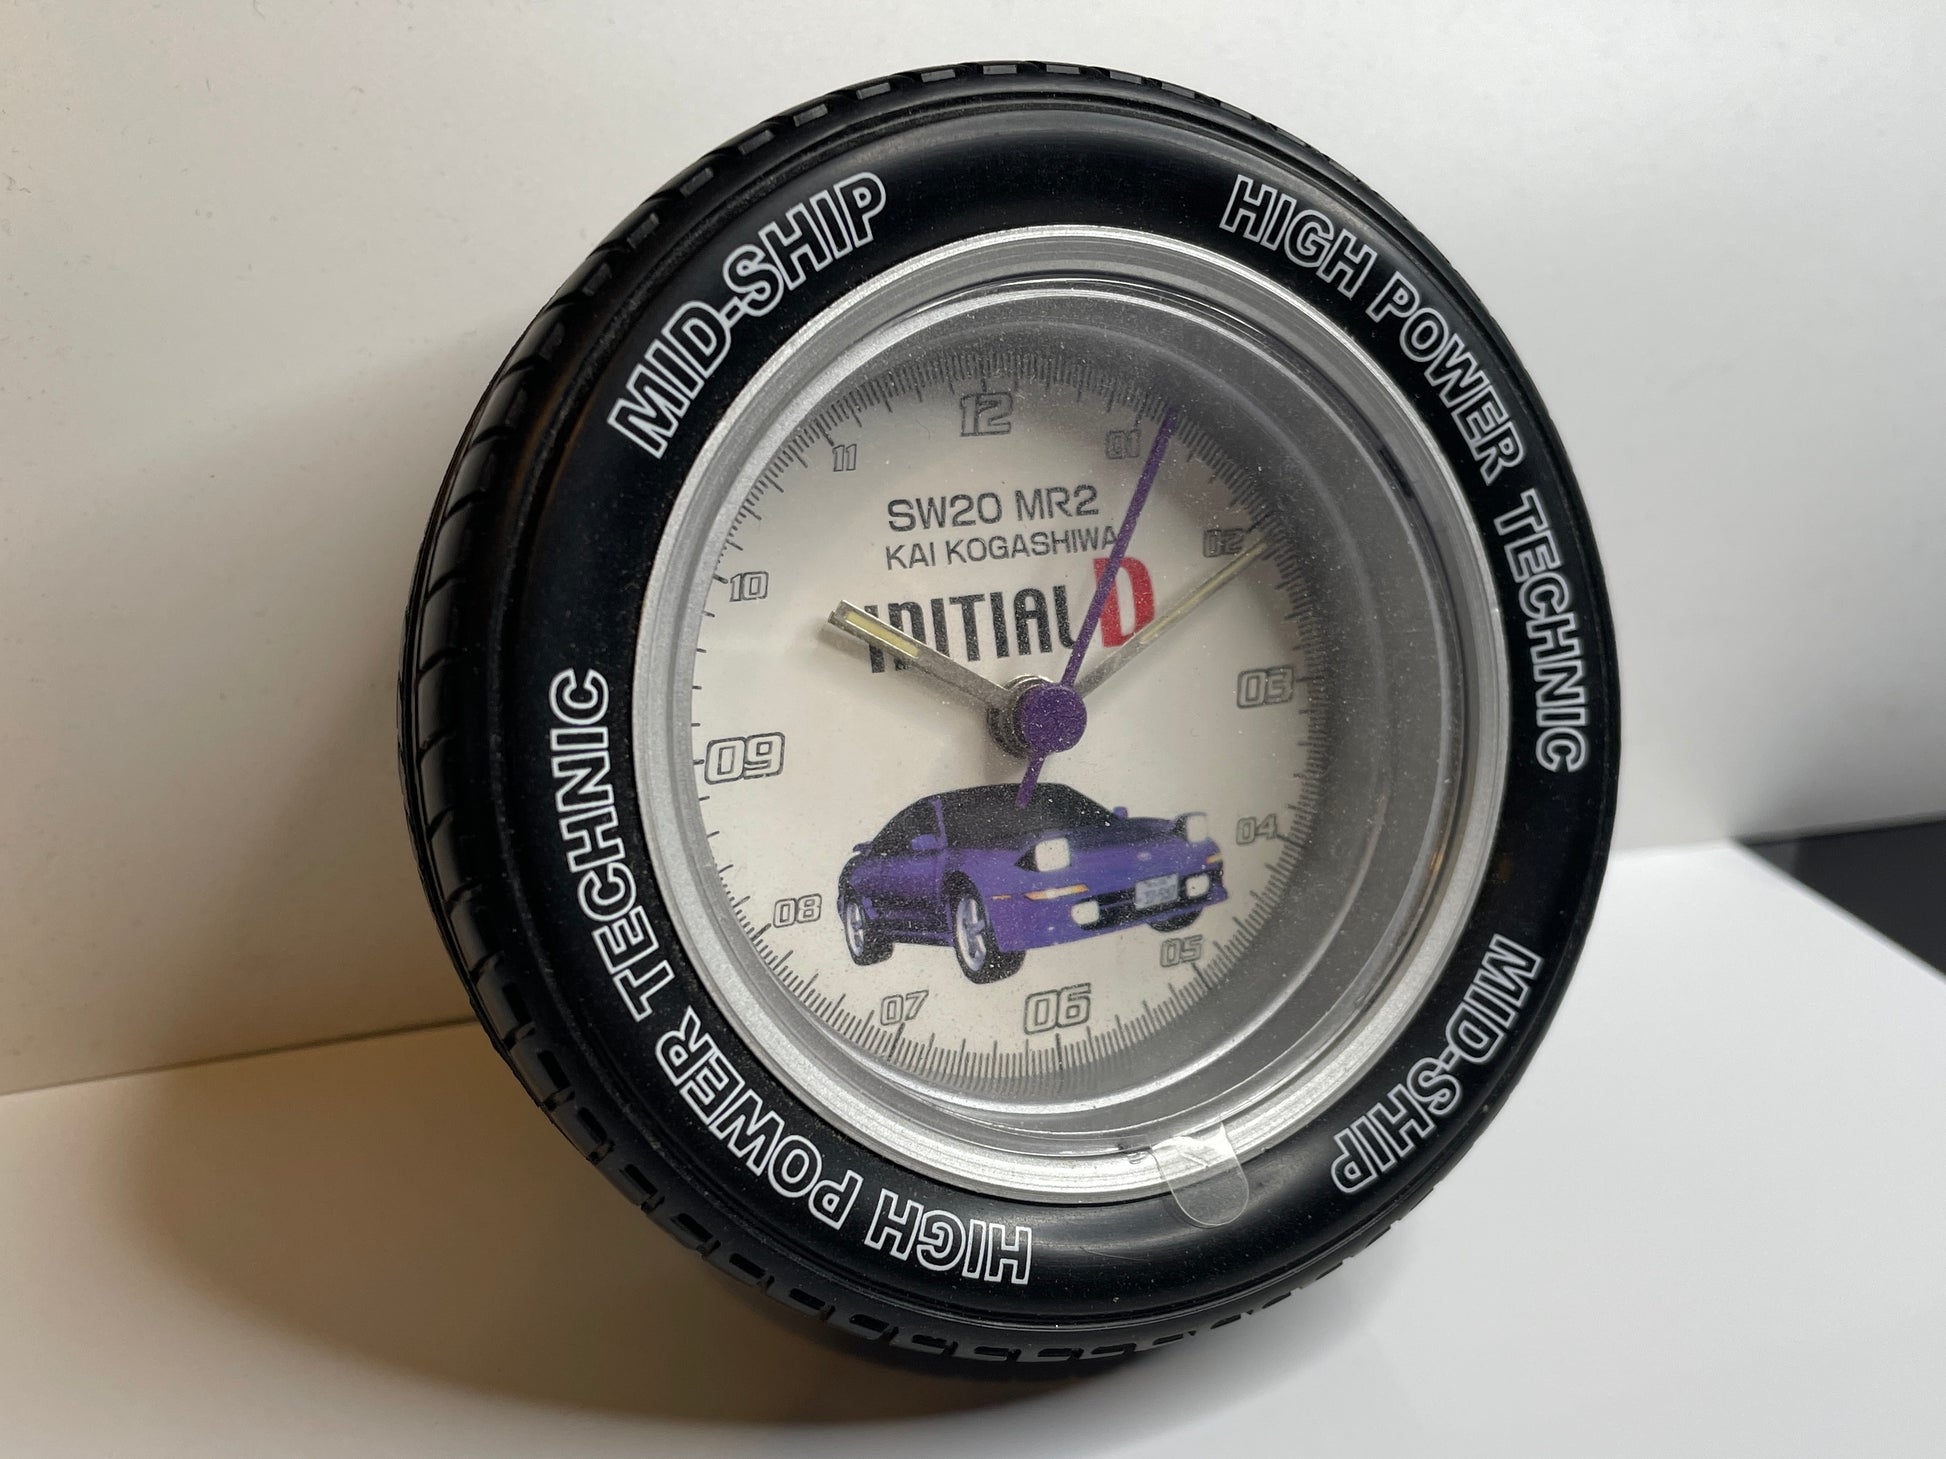 MID-SHIP
HIGH POWER TECHNIC
12
01
02
03
04
05
06
07
08
09
10
11
SW20 MR2
KAI KOGASHIWA
INITIAL D
MID-SHIP
HIGH POWER TECHNIC